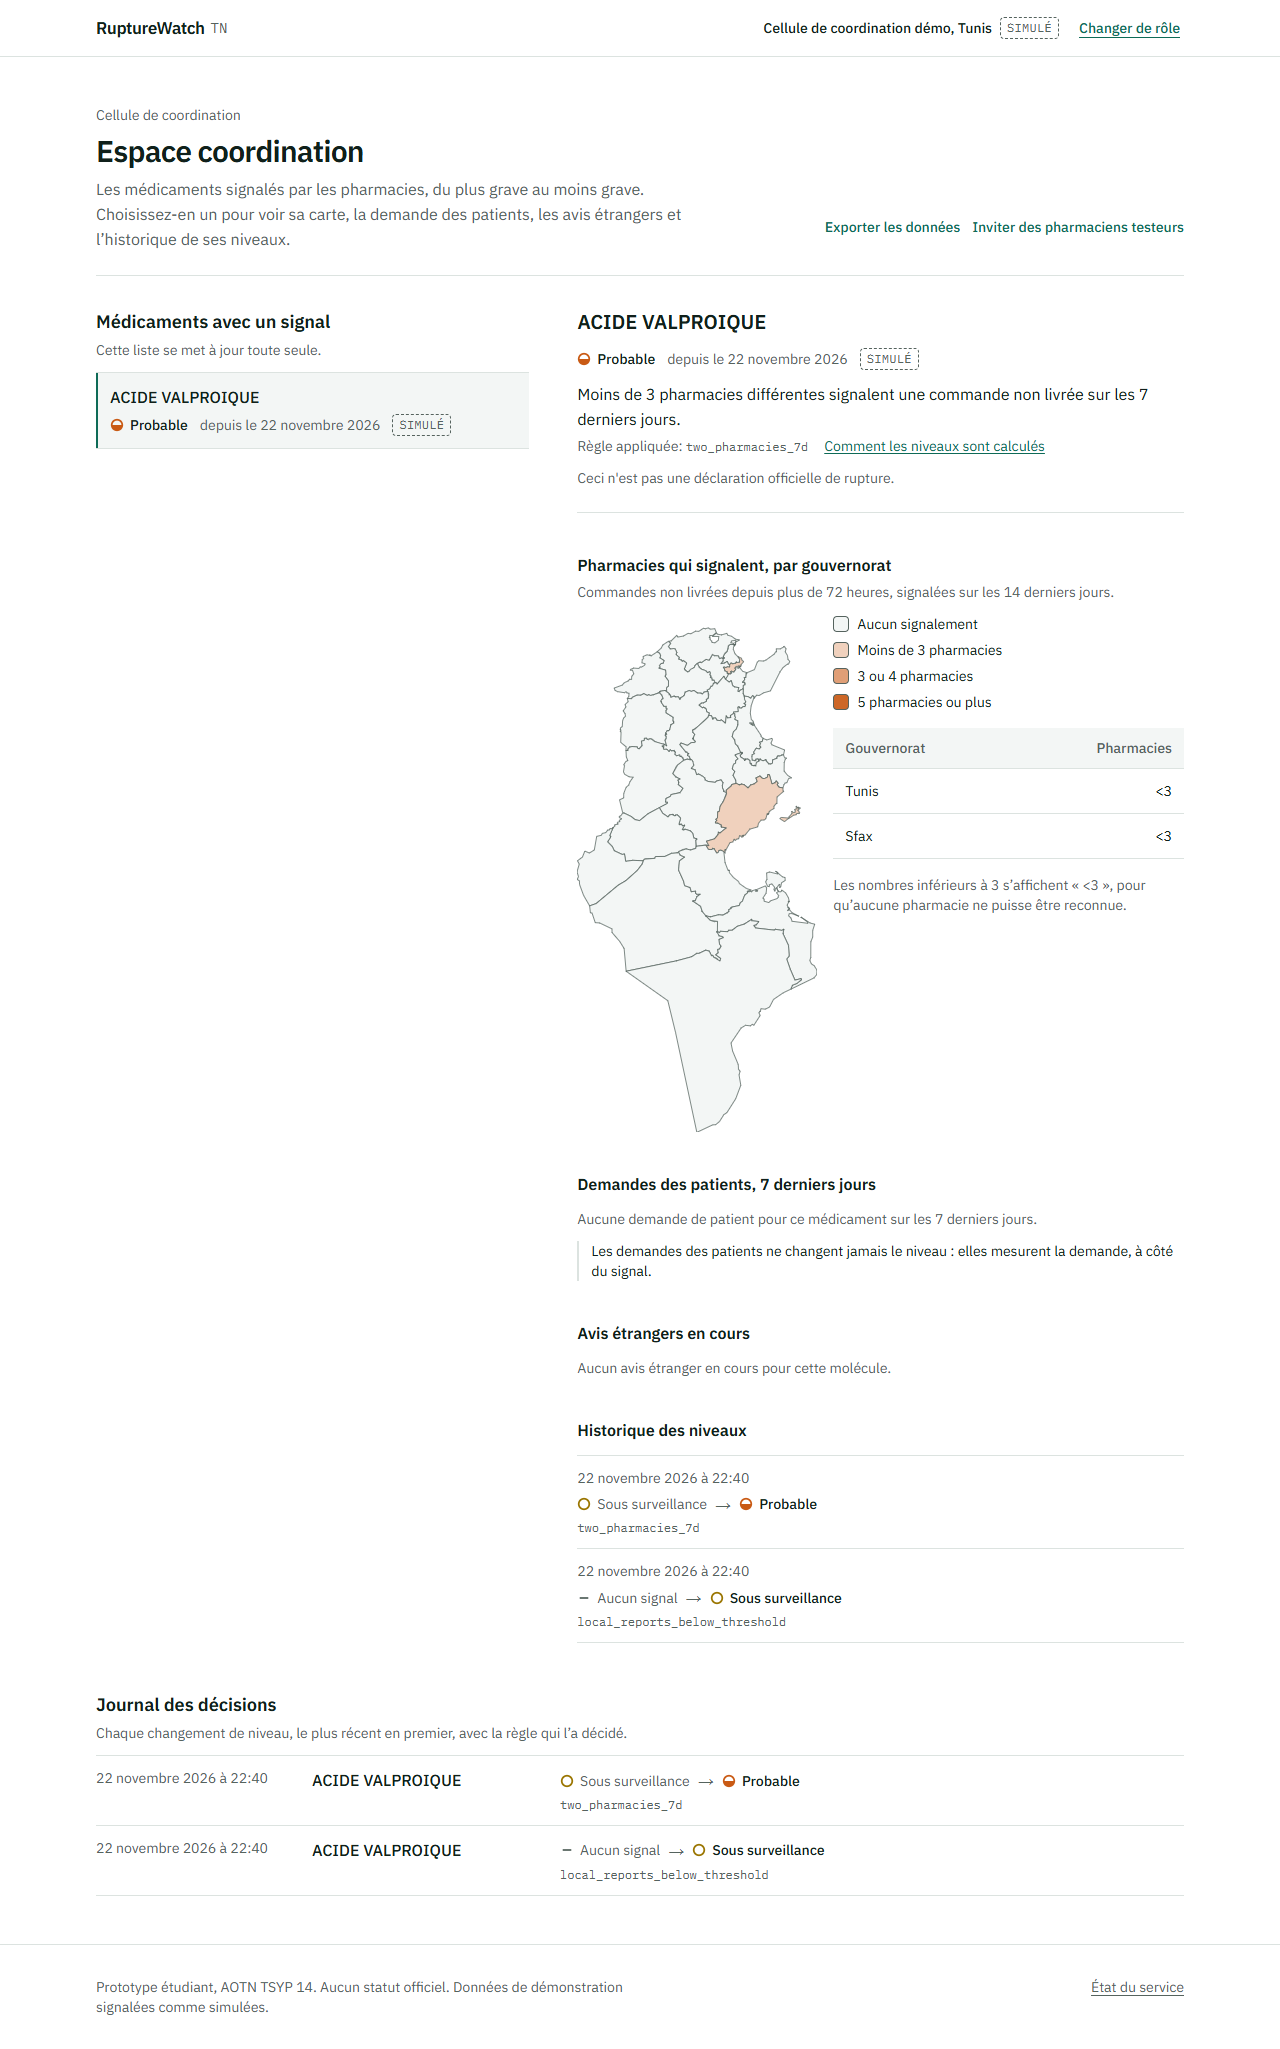 RuptureWatch TN
Cellule de coordination démo, Tunis SIMULÉ Changer de rôle
Cellule de coordination
Espace coordination
Les médicaments signalés par les pharmacies, du plus grave au moins grave.
Choisissez-en un pour voir sa carte, la demande des patients, les avis étrangers et
l’historique de ses niveaux.
Exporter les données Inviter des pharmaciens testeurs
Médicaments avec un signal
Cette liste se met à jour toute seule.
ACIDE VALPROIQUE
Probable depuis le 22 novembre 2026 SIMULÉ
ACIDE VALPROIQUE
Probable depuis le 22 novembre 2026 SIMULÉ
Moins de 3 pharmacies différentes signalent une commande non livrée sur les 7
derniers jours.
Règle appliquée: two_pharmacies_7d Comment les niveaux sont calculés
Ceci n'est pas une déclaration officielle de rupture.
Pharmacies qui signalent, par gouvernorat
Commandes non livrées depuis plus de 72 heures, signalées sur les 14 derniers jours.
Aucun signalement
Moins de 3 pharmacies
3 ou 4 pharmacies
5 pharmacies ou plus
Gouvernorat Pharmacies
Tunis <3
Sfax <3
Les nombres inférieurs à 3 s’affichent « <3 », pour
qu’aucune pharmacie ne puisse être reconnue.
Demandes des patients, 7 derniers jours
Aucune demande de patient pour ce médicament sur les 7 derniers jours.
Les demandes des patients ne changent jamais le niveau : elles mesurent la demande, à côté
du signal.
Avis étrangers en cours
Aucun avis étranger en cours pour cette molécule.
Historique des niveaux
22 novembre 2026 à 22:40
Sous surveillance → Probable
two_pharmacies_7d
22 novembre 2026 à 22:40
Aucun signal → Sous surveillance
local_reports_below_threshold
Journal des décisions
Chaque changement de niveau, le plus récent en premier, avec la règle qui l’a décidé.
22 novembre 2026 à 22:40 ACIDE VALPROIQUE Sous surveillance → Probable
two_pharmacies_7d
22 novembre 2026 à 22:40 ACIDE VALPROIQUE Aucun signal → Sous surveillance
local_reports_below_threshold
Prototype étudiant, AOTN TSYP 14. Aucun statut officiel. Données de démonstration
signalées comme simulées.
État du service